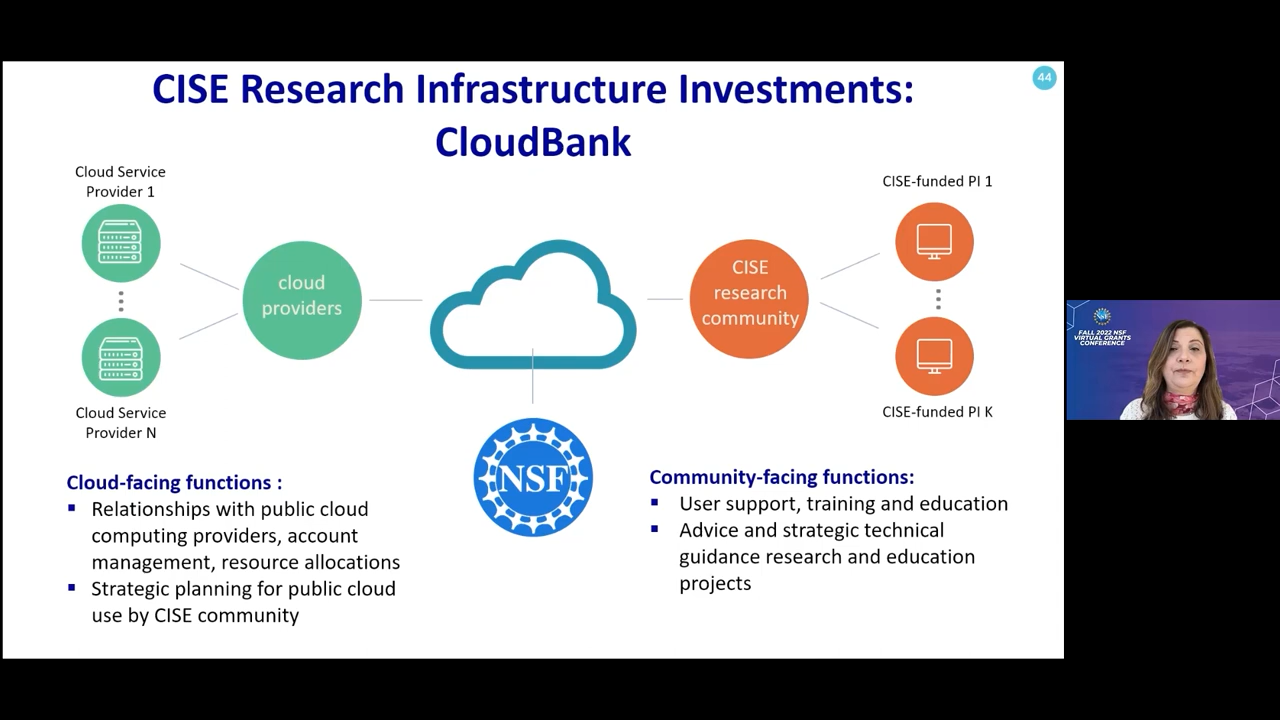 CISE Research Infrastructure Investments:
CloudBank
44
Cloud Service
Provider 1
cloud
providers
Cloud Service
Provider N
CISE
research
community
CISE-funded PI 1
CISE-funded PI K
NSF
Cloud-facing functions :
▪ Relationships with public cloud
computing providers, account
management, resource allocations
▪ Strategic planning for public cloud
use by CISE community
Community-facing functions:
▪ User support, training and education
▪ Advice and strategic technical
guidance research and education
projects
NSF
FALL 2022 NSF
VIRTUAL GRANTS
CONFERENCE